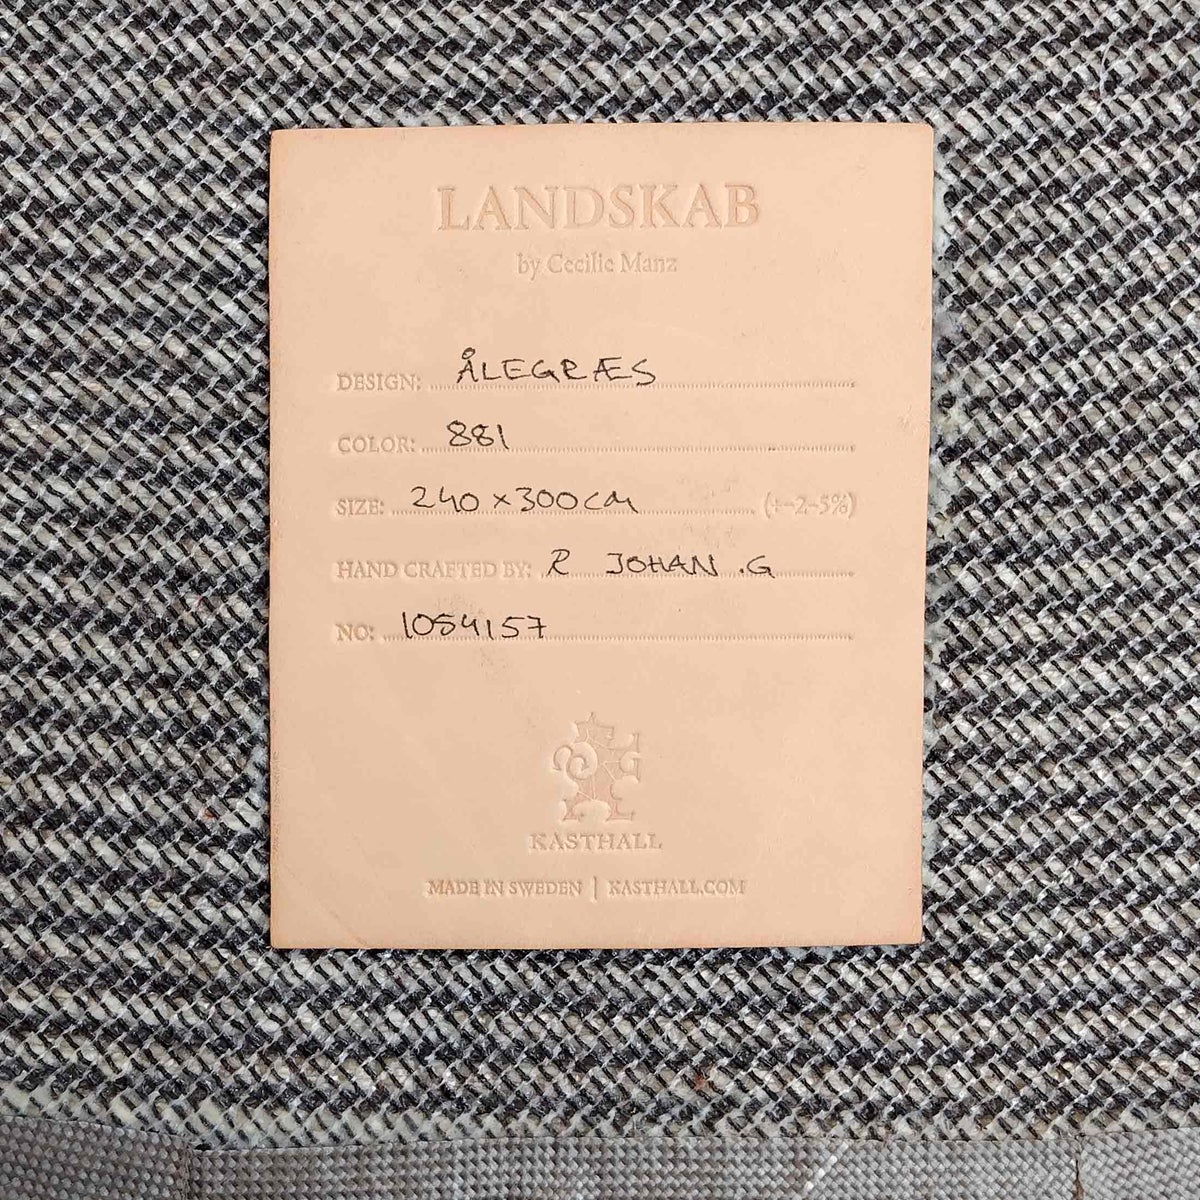 LANDSKAB
by Cecilie Manz
DESIGN: ÅLEGRÆS
COLOR: 881
SIZE: 240 x 300 cm (+-2-5%)
HAND CRAFTED BY: R JOHAN .G
NO: 1054157
KASTHALL
MADE IN SWEDEN | KASTHALL.COM